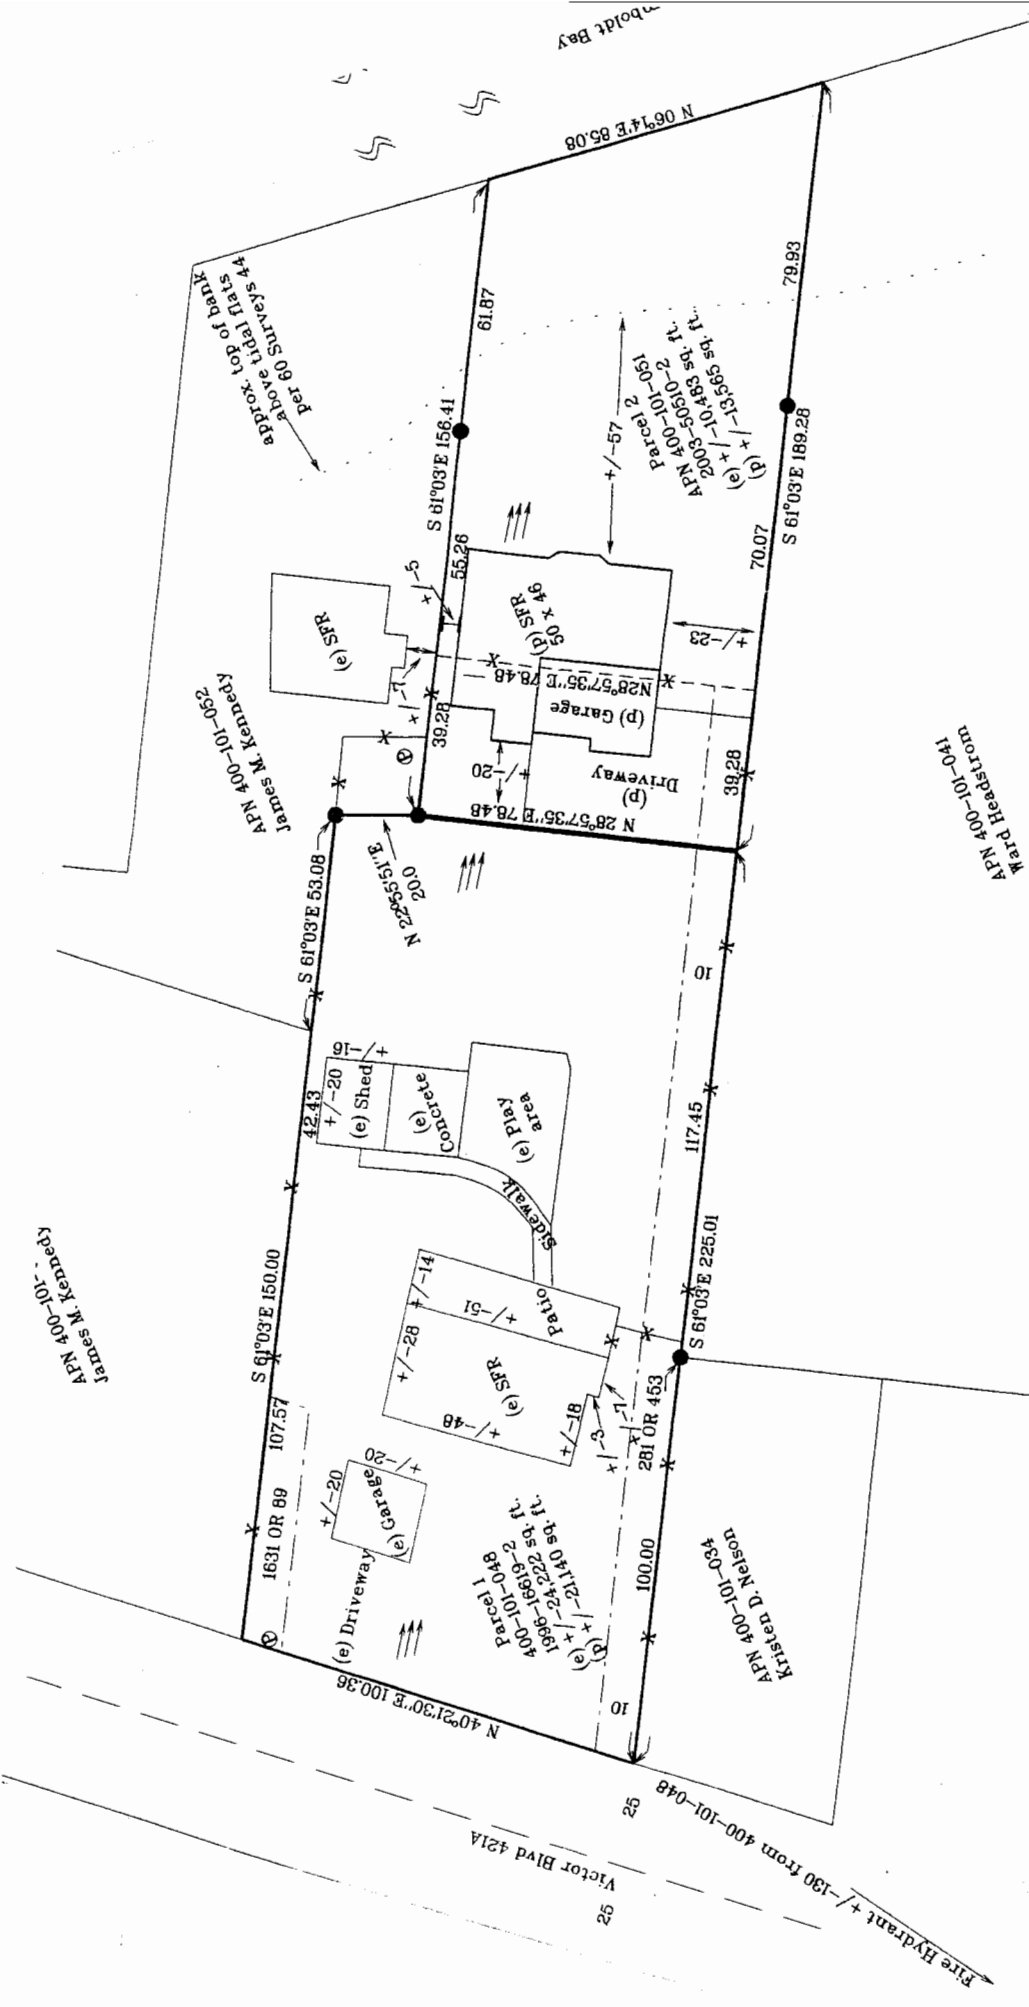 mboldt Bay
N 06°14'E 85.08
79.93
61.87
approx. top of bank
above tidal flats
per 60 Surveys 44
Parcel 2
APN 400-101-051
2003-50510-2
(e) +/-10,483 sq. ft.
(p) +/-13,565 sq. ft.
+/-57
S 61°03'E 156.41
S 61°03'E 189.28
70.07
55.26
+/-5
(e) SFR
(p) SFR
50 x 46
+/-23
N28°57'35"E 78.48
+/-7
39.28
(p) Garage
+/-20
(p)
Driveway
39.28
N 28°57'35"E 78.48
APN 400-101-052
James M. Kennedy
APN 400-101-041
Ward Headstrom
N 22°55'51"E
20.0
S 61°03'E 53.08
10
+/-16
42.43
+/-20
(e) Shed
(e)
Concrete
(e) Play
area
Sidewalk
117.45
S 61°03'E 225.01
APN 400-101-
James M. Kennedy
S 61°03'E 150.00
107.57
+/-14
+/-51
Patio
+/-28
(e) SFR
+/-48
+/-18
+/-3
+/-7
281 OR 453
1631 OR 89
+/-20
+/-20
(e) Garage
(e) Driveway
Parcel 1
400-101-048
1996-16619-2
(e) +/-24,222 sq. ft.
(p) +/-21,140 sq. ft.
100.00
APN 400-101-034
Kristen D. Nelson
10
N 40°21'30"E 100.36
25
Victor Blvd 421A
25
Fire Hydrant +/-130 from 400-101-048